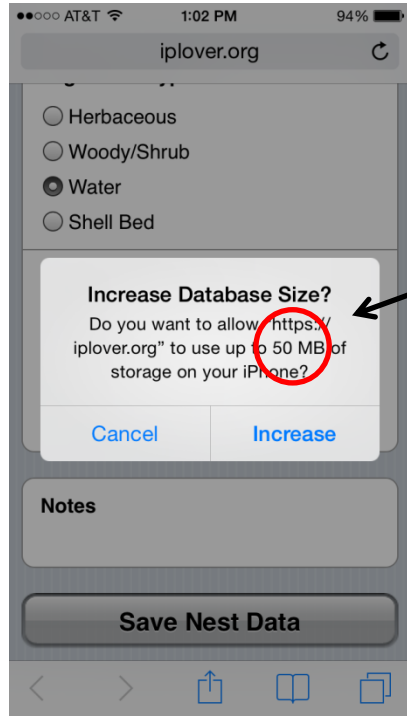 AT&T 1:02 PM 94%
iplover.org
Herbaceous
Woody/Shrub
Water
Shell Bed
Increase Database Size?
Do you want to allow “https://
iplover.org” to use up to 50 MB of
storage on your iPhone?
Cancel Increase
Notes
Save Nest Data